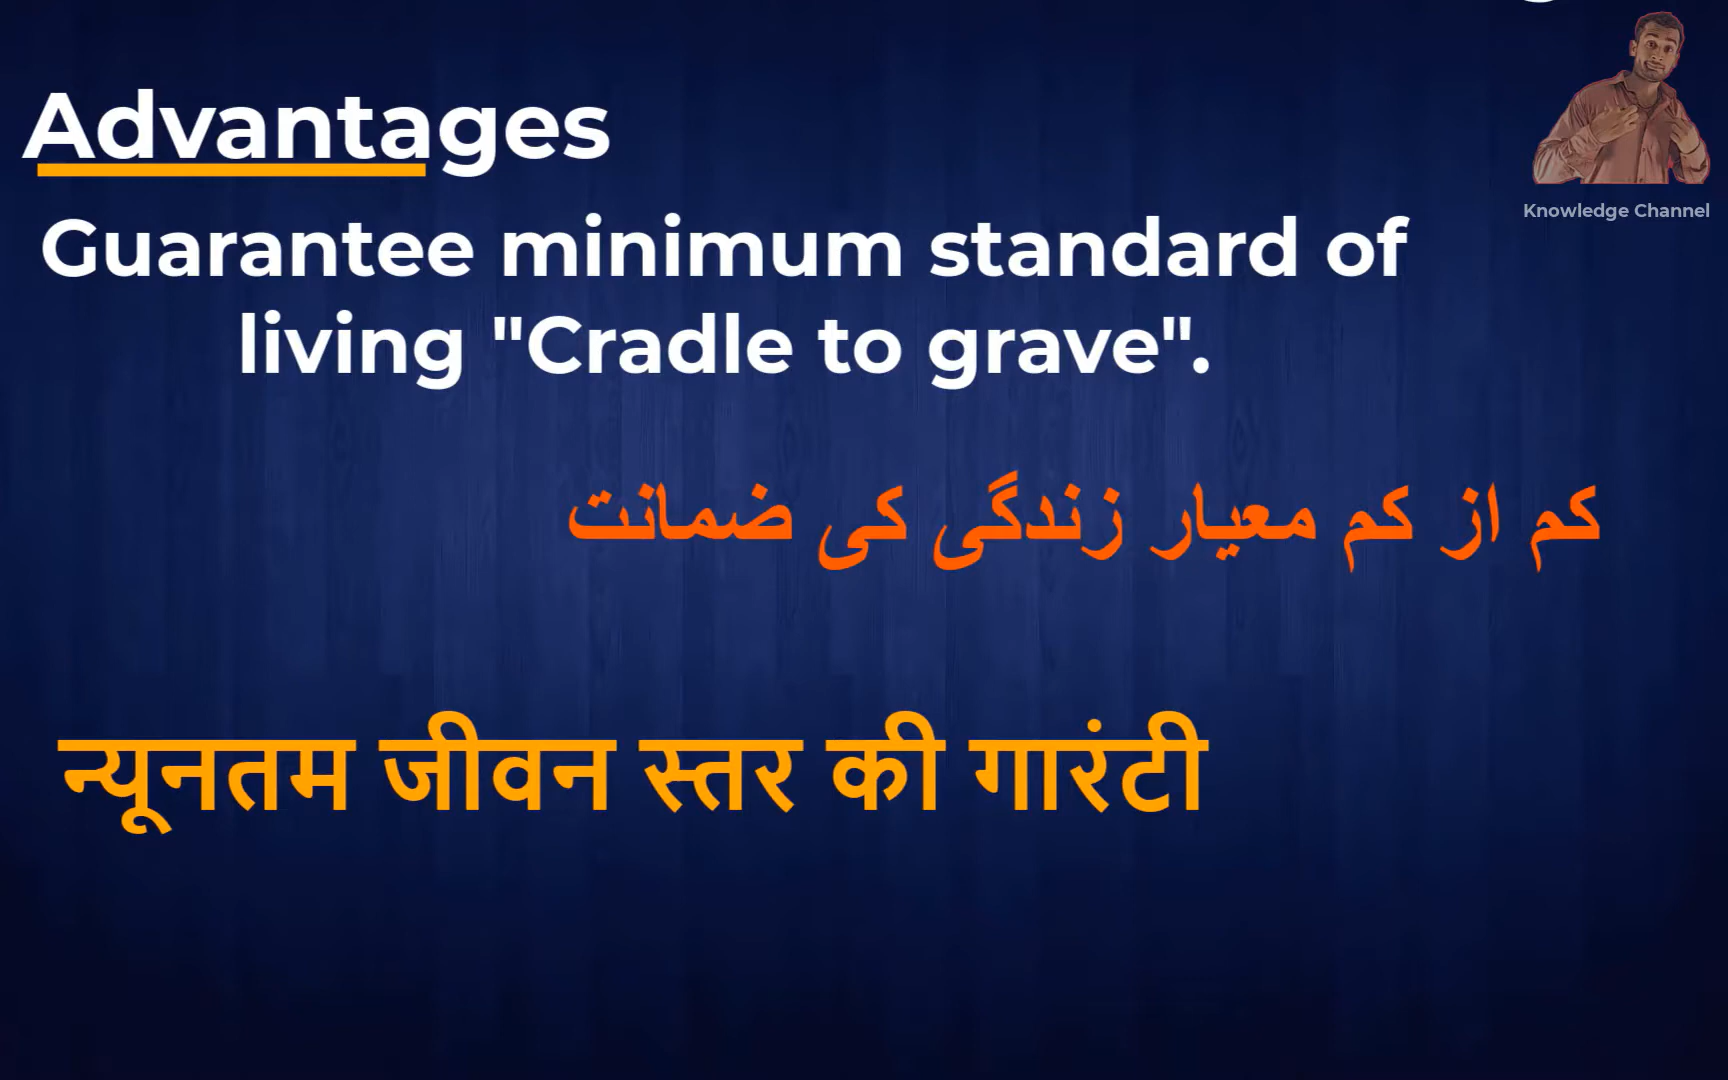 Advantages
Knowledge Channel
Guarantee minimum standard of
living "Cradle to grave".
کم از کم معیار زندگی کی ضمانت
न्यूनतम जीवन स्तर की गारंटी